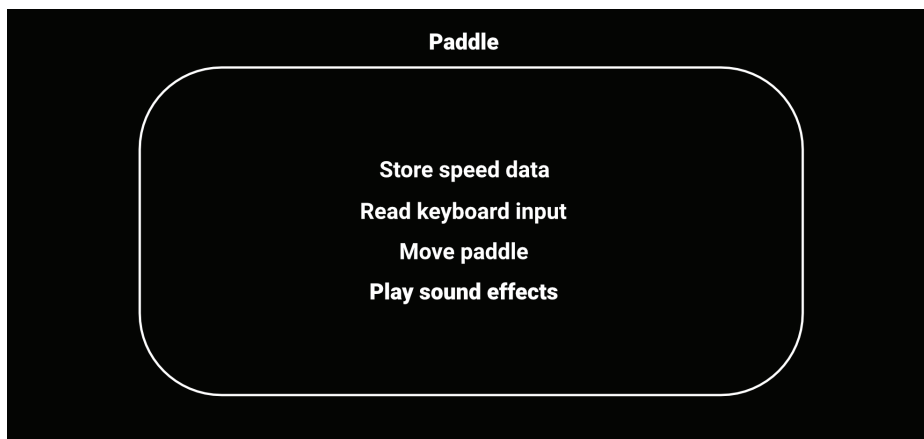 Paddle
Store speed data
Read keyboard input
Move paddle
Play sound effects